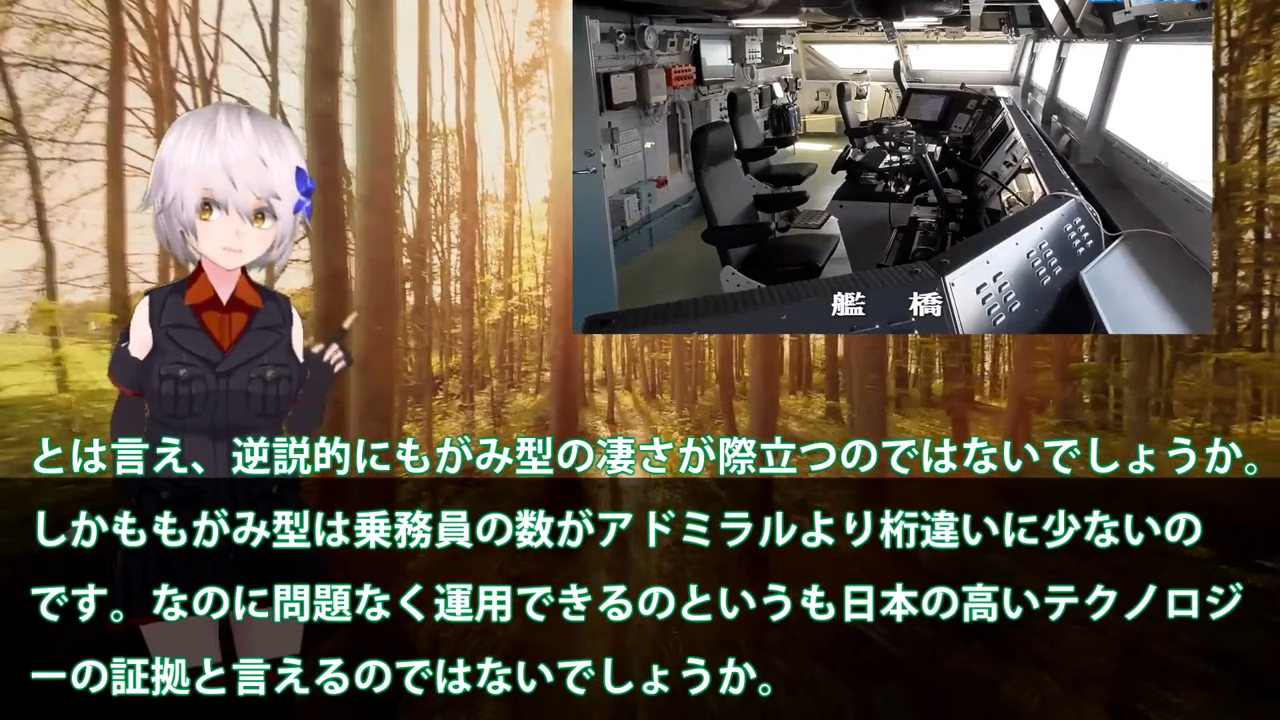 艦 橋
とは言え、逆説的にもがみ型の凄さが際立つのではないでしょうか。
しかももがみ型は乗務員の数がアドミラルより桁違いに少ないの
です。なのに問題なく運用できるのというも日本の高いテクノロジ
ーの証拠と言えるのではないでしょうか。